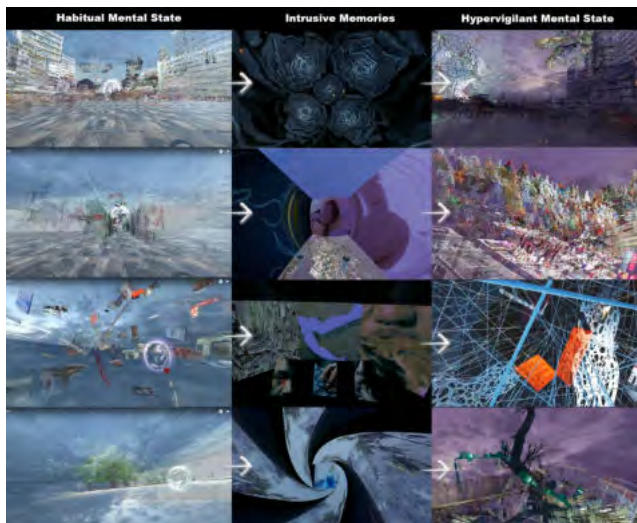 Habitual Mental State
Intrusive Memories
Hypervigilant Mental State